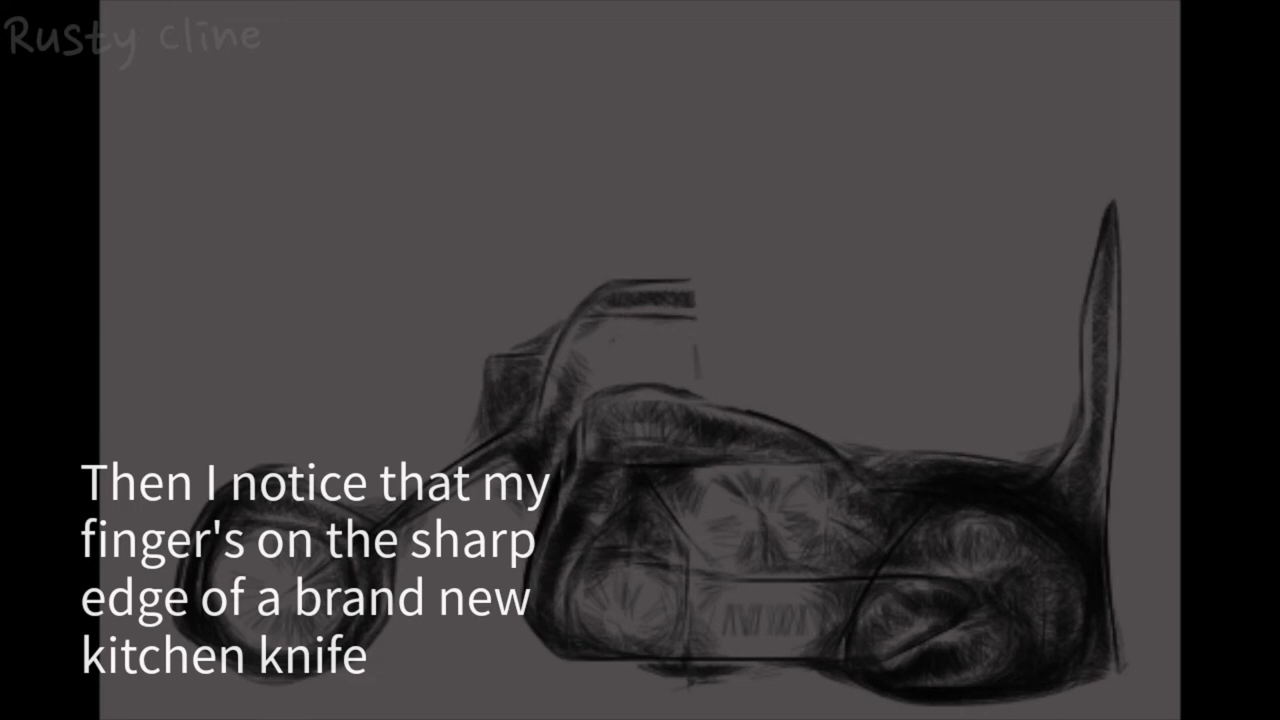 Rusty cline
Then I notice that my
finger's on the sharp
edge of a brand new
kitchen knife